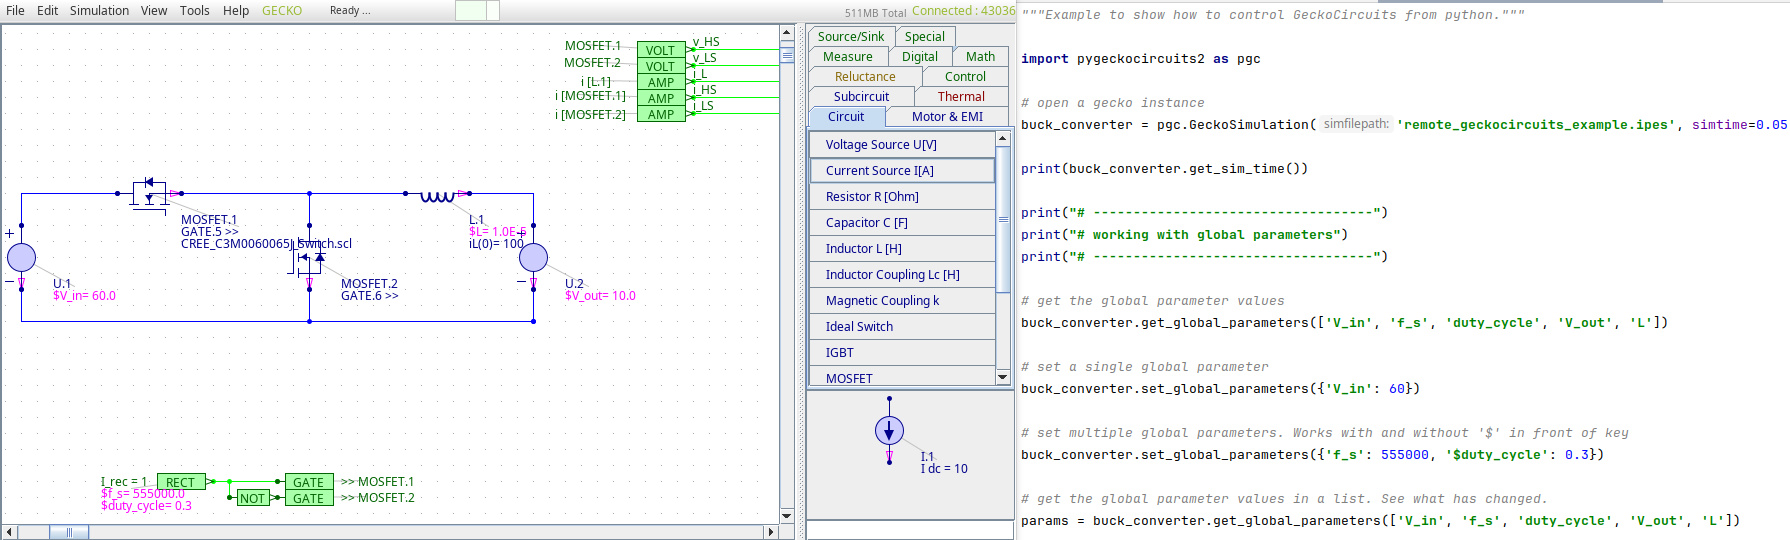 File Edit Simulation View Tools Help GECKO Ready ... 511MB Total Connected : 43036
MOSFET.1 VOLT v_HS
MOSFET.2 VOLT v_LS
i [L.1] AMP i_L
i [MOSFET.1] AMP i_HS
i [MOSFET.2] AMP i_LS
MOSFET.1
GATE.5 >>
CREE_C3M0060065J_Switch.scl
L.1
$L= 1.0E-5
iL(0)= 100
+
−
U.1
$V_in= 60.0
MOSFET.2
GATE.6 >>
+
−
U.2
$V_out= 10.0
I_rec = 1 RECT GATE >> MOSFET.1
$f_s= 555000.0 NOT GATE >> MOSFET.2
$duty_cycle= 0.3
Source/Sink Special
Measure Digital Math
Reluctance Control
Subcircuit Thermal
Circuit Motor & EMI
Voltage Source U[V]
Current Source I[A]
Resistor R [Ohm]
Capacitor C [F]
Inductor L [H]
Inductor Coupling Lc [H]
Magnetic Coupling k
Ideal Switch
IGBT
MOSFET
I.1
I dc = 10
"""Example to show how to control GeckoCircuits from python."""
import pygeckocircuits2 as pgc
# open a gecko instance
buck_converter = pgc.GeckoSimulation( simfilepath: 'remote_geckocircuits_example.ipes', simtime=0.05
print(buck_converter.get_sim_time())
print("# -----------------------------------")
print("# working with global parameters")
print("# -----------------------------------")
# get the global parameter values
buck_converter.get_global_parameters(['V_in', 'f_s', 'duty_cycle', 'V_out', 'L'])
# set a single global parameter
buck_converter.set_global_parameters({'V_in': 60})
# set multiple global parameters. Works with and without '$' in front of key
buck_converter.set_global_parameters({'f_s': 555000, '$duty_cycle': 0.3})
# get the global parameter values in a list. See what has changed.
params = buck_converter.get_global_parameters(['V_in', 'f_s', 'duty_cycle', 'V_out', 'L'])